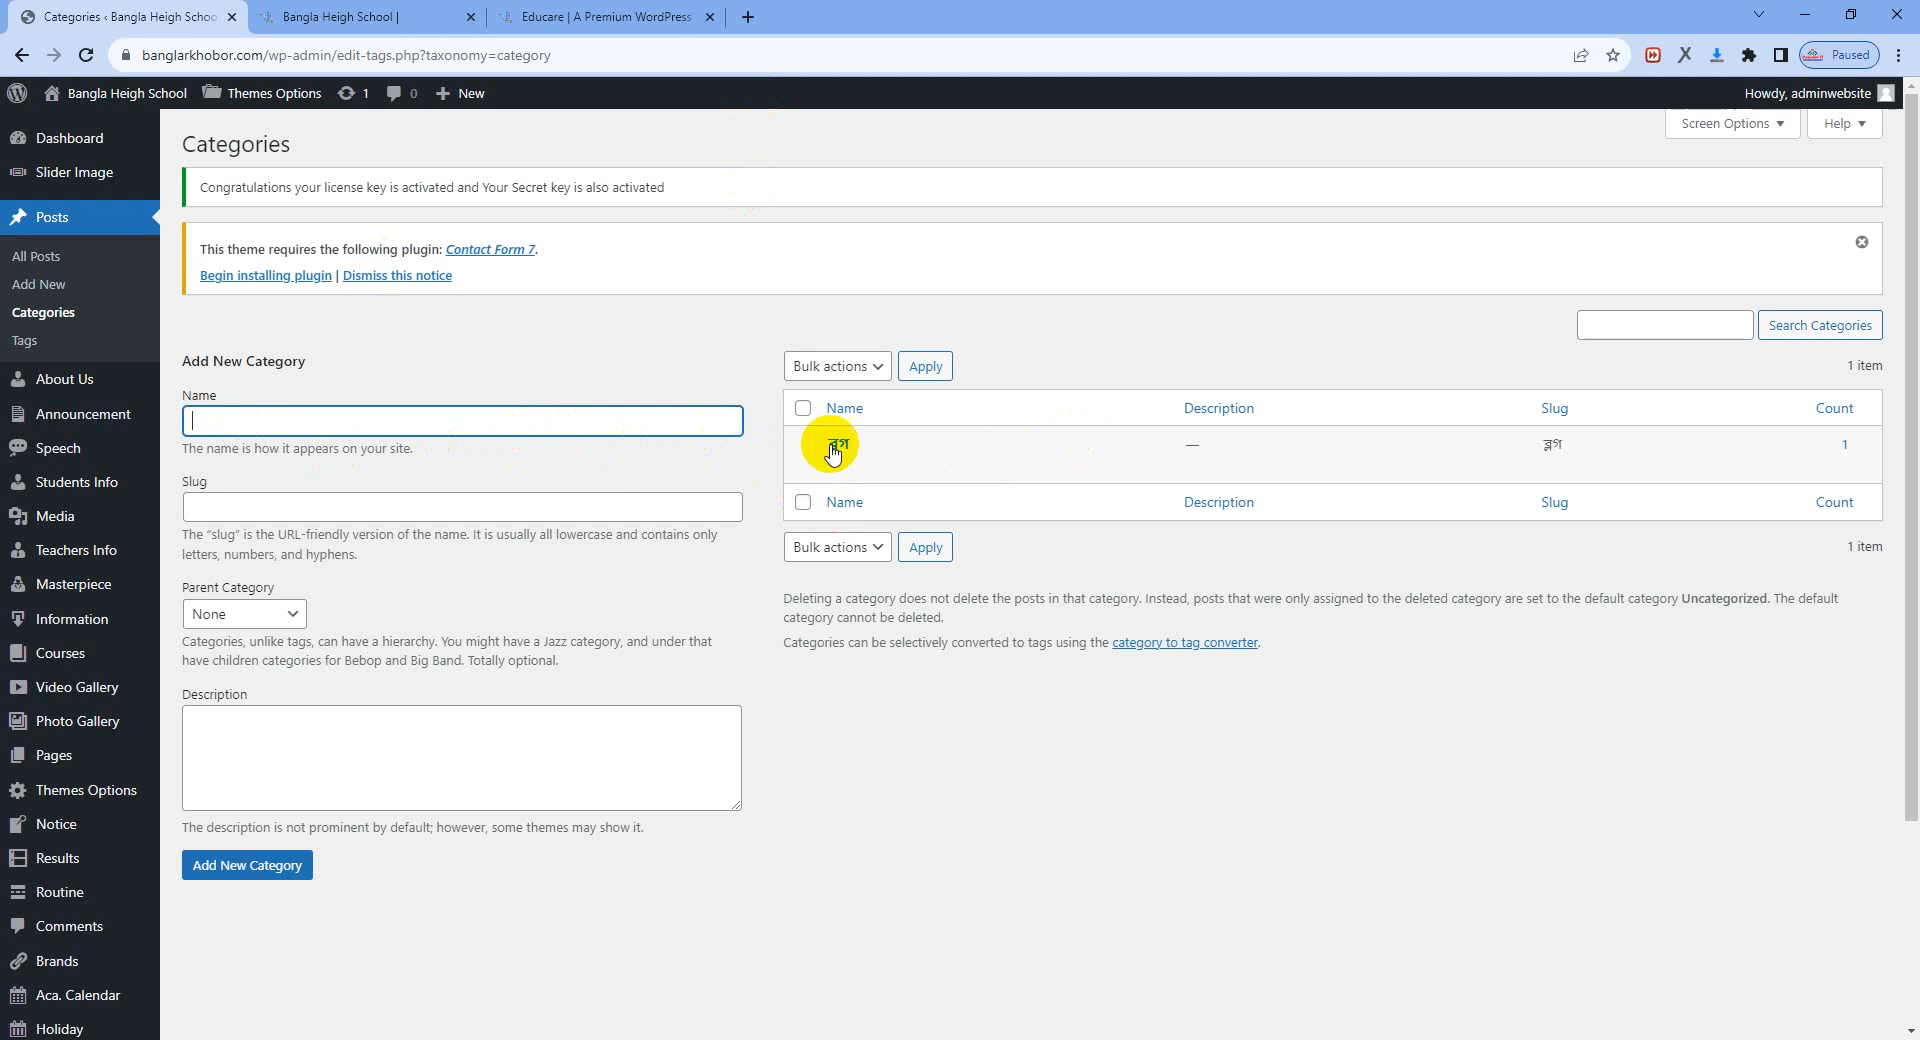 Categories ‹ Bangla Heigh Schoo
Bangla Heigh School |
Educare | A Premium WordPress
banglarkhobor.com/wp-admin/edit-tags.php?taxonomy=category
Paused
Bangla Heigh School
Themes Options
1
0
New
Howdy, adminwebsite
Dashboard
Slider Image
Posts
All Posts
Add New
Categories
Tags
About Us
Announcement
Speech
Students Info
Media
Teachers Info
Masterpiece
Information
Courses
Video Gallery
Photo Gallery
Pages
Themes Options
Notice
Results
Routine
Comments
Brands
Aca. Calendar
Holiday
Screen Options
Help
Categories
Congratulations your license key is activated and Your Secret key is also activated
This theme requires the following plugin: Contact Form 7.
Begin installing plugin | Dismiss this notice
Search Categories
Add New Category
Name
The name is how it appears on your site.
Slug
The “slug” is the URL-friendly version of the name. It is usually all lowercase and contains only
letters, numbers, and hyphens.
Parent Category
None
Categories, unlike tags, can have a hierarchy. You might have a Jazz category, and under that
have children categories for Bebop and Big Band. Totally optional.
Description
The description is not prominent by default; however, some themes may show it.
Add New Category
Bulk actions Apply 1 item
Name Description Slug Count
ব্লগ — ব্লগ 1
Name Description Slug Count
Bulk actions Apply 1 item
Deleting a category does not delete the posts in that category. Instead, posts that were only assigned to the deleted category are set to the default category Uncategorized. The default
category cannot be deleted.
Categories can be selectively converted to tags using the category to tag converter.